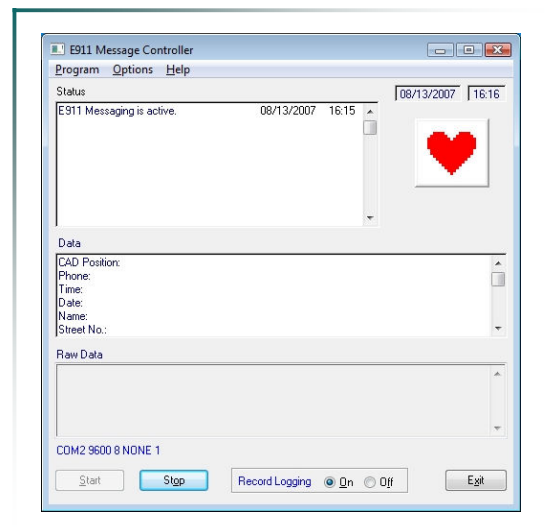 E911 Message Controller
Program Options Help
Status
08/13/2007 16:16
E911 Messaging is active. 08/13/2007 16:15
Data
CAD Position:
Phone:
Time:
Date:
Name:
Street No.:
Raw Data
COM2 9600 8 NONE 1
Start Stop Record Logging On Off Exit